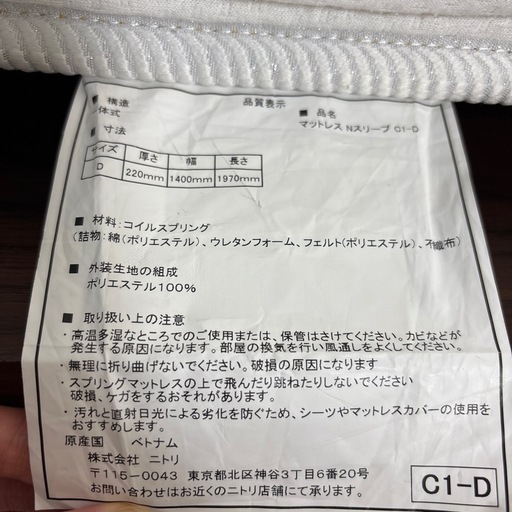 品質表示
■ 構造
一体式
■ 品名
マットレス Nスリープ C1-D
■ 寸法
サイズ 厚さ 幅 長さ
D 220mm 1400mm 1970mm
■ 材料:コイルスプリング
(詰物:綿(ポリエステル)、ウレタンフォーム、フェルト(ポリエステル)、不織布)
■ 外装生地の組成
ポリエステル100%
■ 取り扱い上の注意
・高温多湿なところでのご使用または、保管はさけてください。カビなどが
発生する原因になります。部屋の換気を行い風通しをよくしてください。
・無理に折り曲げないでください。破損の原因になります
・スプリングマットレスの上で飛んだり跳ねたりしないでください
破損、ケガをするおそれがあります。
・汚れと直射日光による劣化を防ぐため、シーツやマットレスカバーの使用を
おすすめします。
原産国 ベトナム
株式会社 ニトリ
〒115-0043 東京都北区神谷3丁目6番20号
お問い合わせはお近くのニトリ店舗にて承ります。
C1-D